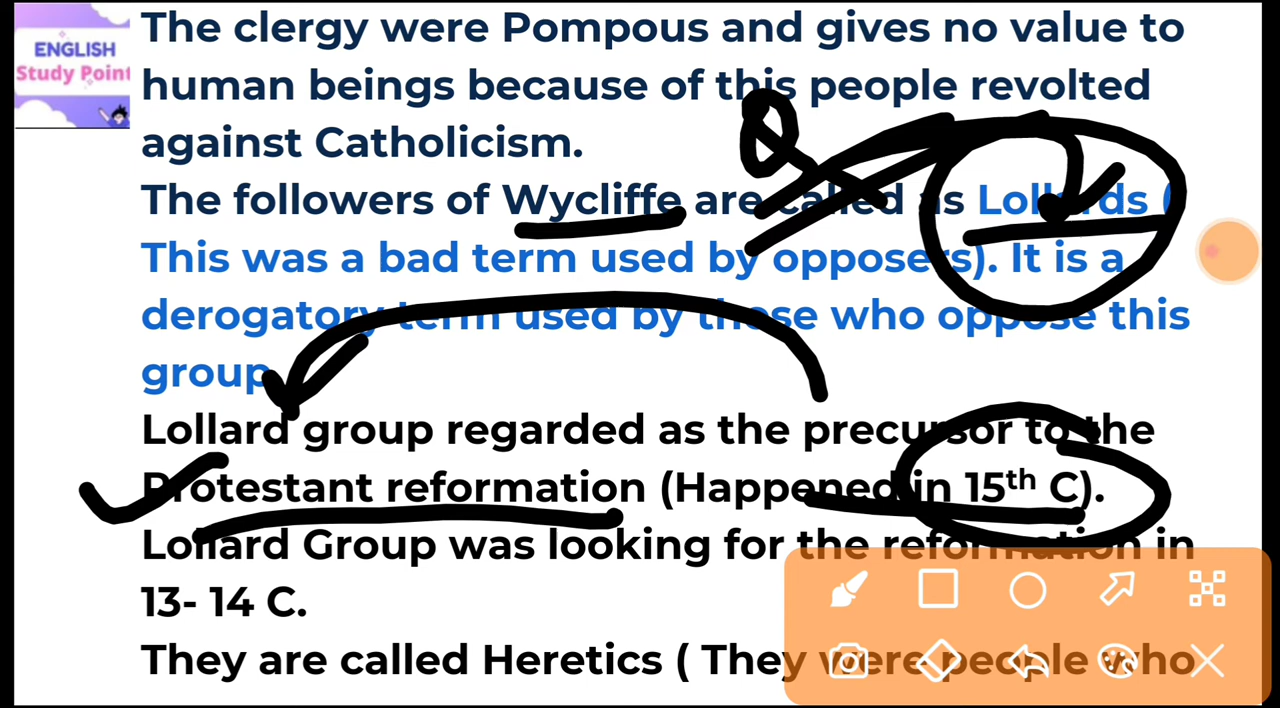 ENGLISH
Study Point
The clergy were Pompous and gives no value to
human beings because of this people revolted
against Catholicism.
The followers of Wycliffe are called as Lollards (
This was a bad term used by opposers). It is a
derogatory term used by those who oppose this
group
Lollard group regarded as the precursor to the
Protestant reformation (Happened in 15th C).
Lollard Group was looking for the reformation in
13- 14 C.
They are called Heretics ( They were people who